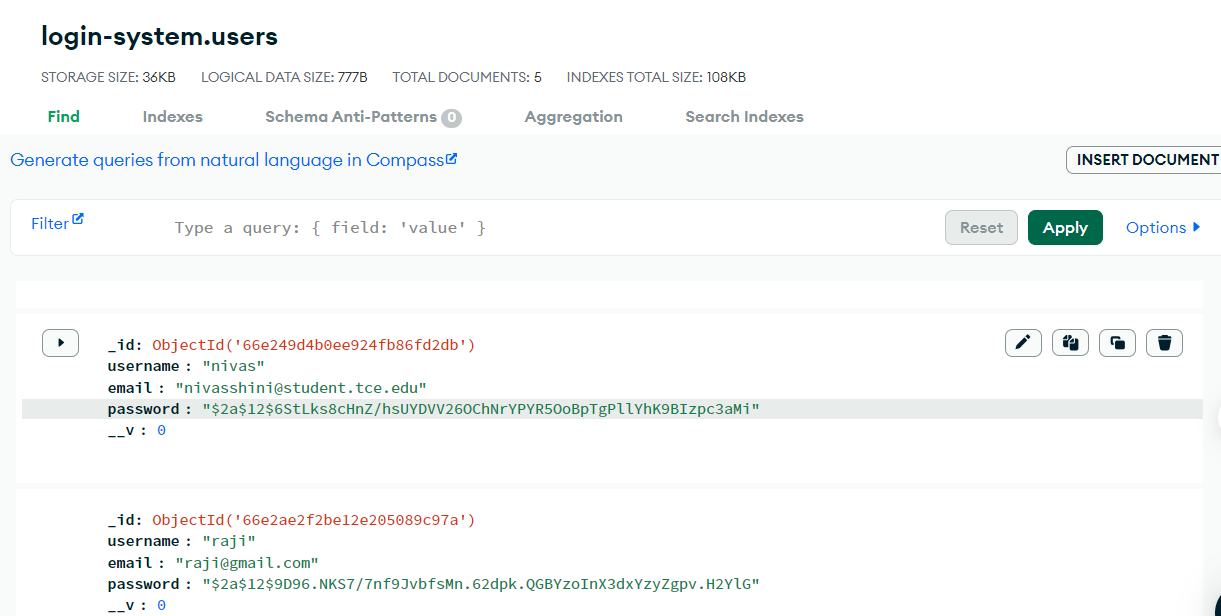 login-system.users
STORAGE SIZE: 36KB LOGICAL DATA SIZE: 777B TOTAL DOCUMENTS: 5 INDEXES TOTAL SIZE: 108KB
Find Indexes Schema Anti-Patterns 0 Aggregation Search Indexes
Generate queries from natural language in Compass
INSERT DOCUMENT
Filter Type a query: { field: 'value' } Reset Apply Options
_id: ObjectId('66e249d4b0ee924fb86fd2db')
username : "nivas"
email : "nivasshini@student.tce.edu"
password : "$2a$12$6StLks8cHnZ/hsUYDVV26OChNrYPYR5OoBpTgPllYhK9BIzpc3aMi"
__v : 0
_id: ObjectId('66e2ae2f2be12e205089c97a')
username : "raji"
email : "raji@gmail.com"
password : "$2a$12$9D96.NKS7/7nf9JvbfsMn.62dpk.QGBYzoInX3dxYzyZgpv.H2YlG"
__v : 0